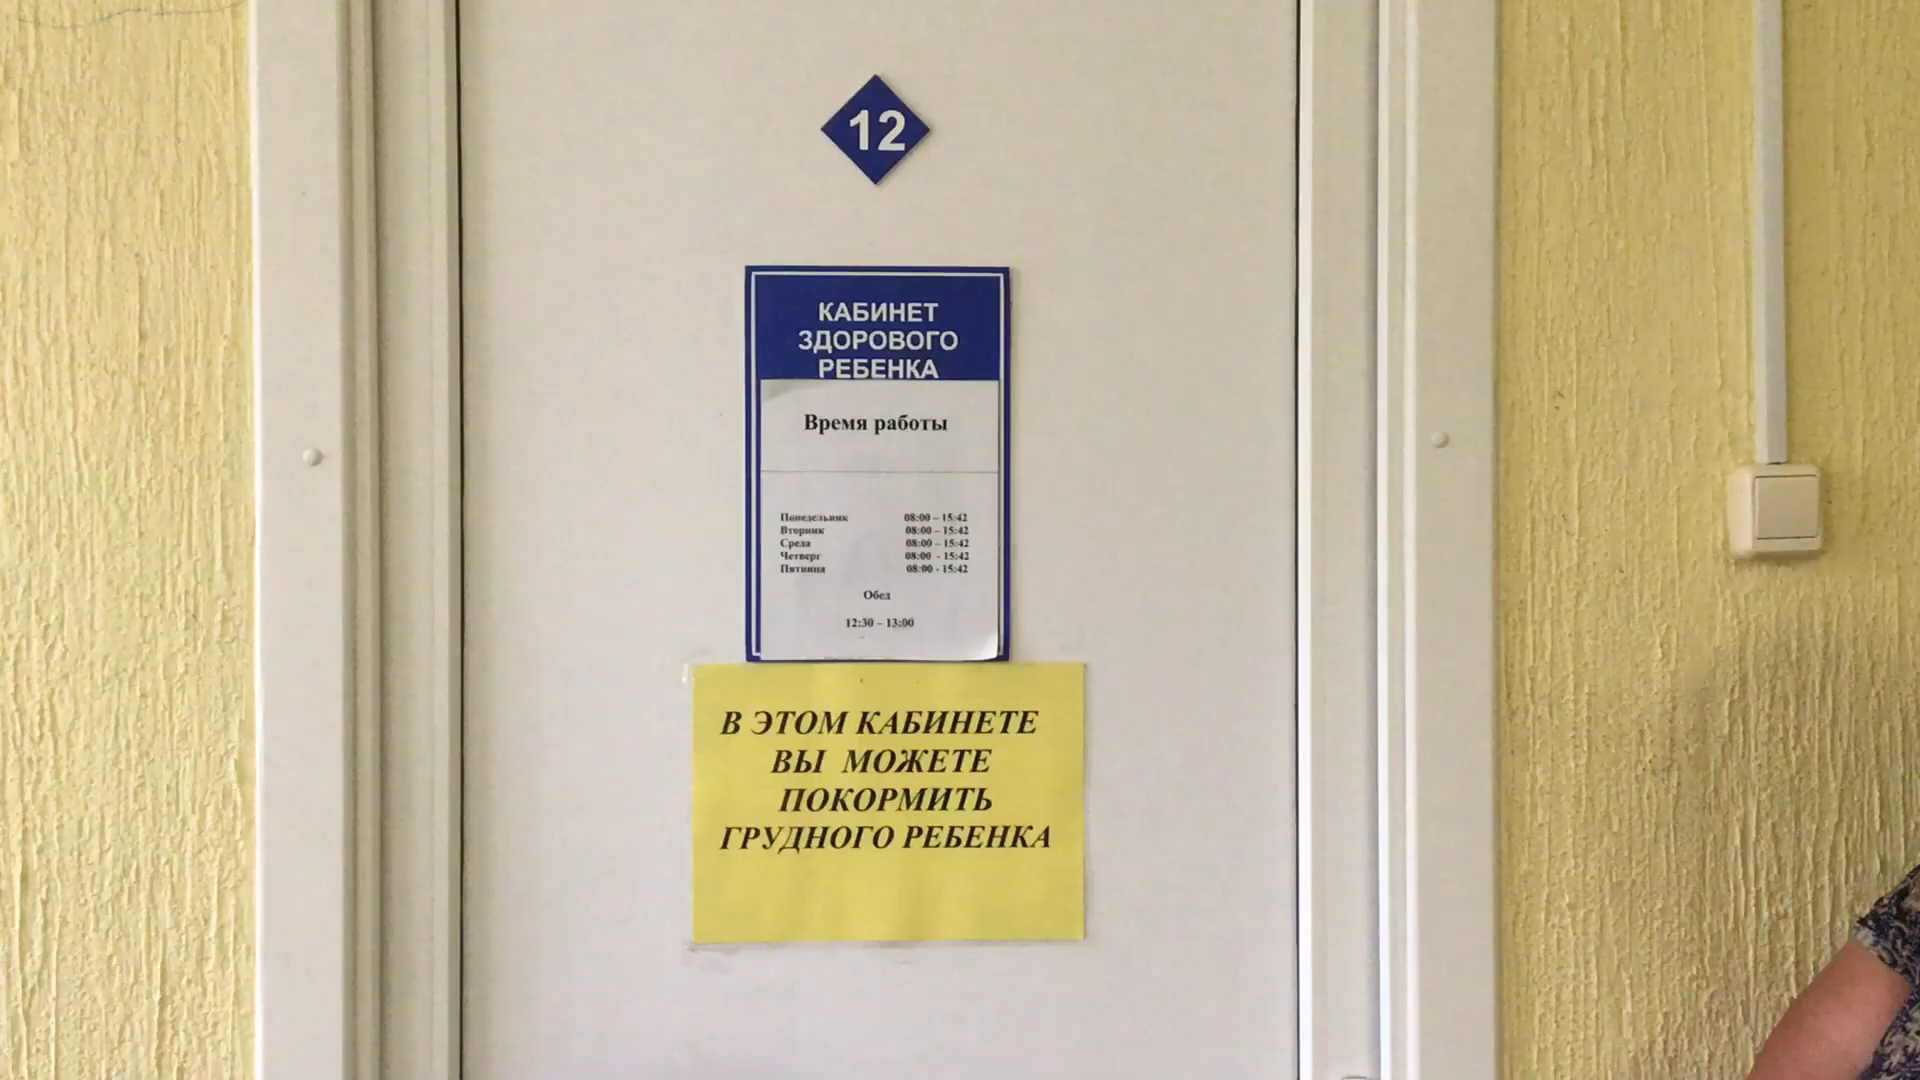 12
КАБИНЕТ
ЗДОРОВОГО
РЕБЕНКА
Время работы
Понедельник 08:00 – 15:42
Вторник 08:00 – 15:42
Среда 08:00 – 15:42
Четверг 08:00 - 15:42
Пятница 08:00 - 15:42
Обед
12:30 – 13:00
В ЭТОМ КАБИНЕТЕ
ВЫ МОЖЕТЕ
ПОКОРМИТЬ
ГРУДНОГО РЕБЕНКА